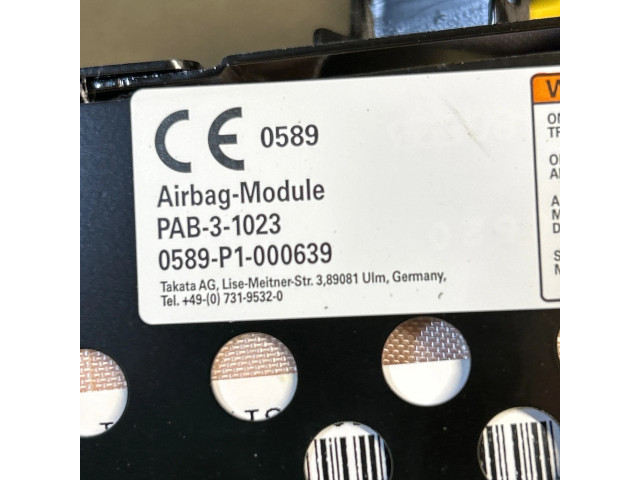 CE 0589
Airbag-Module
PAB-3-1023
0589-P1-000639
Takata AG, Lise-Meitner-Str. 3,89081 Ulm, Germany,
Tel. +49-(0) 731-9532-0